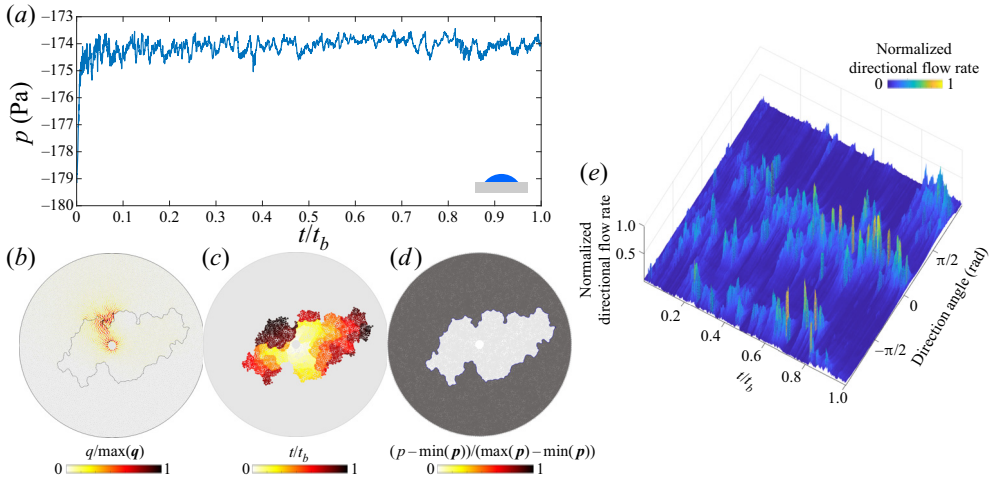 (a)
−173
−174
−175
−176
−177
−178
−179
−180
p (Pa)
0 0.1 0.2 0.3 0.4 0.5 0.6 0.7 0.8 0.9 1.0
t/t_b
(b)
(c)
(d)
q/max(q)
0 1
t/t_b
0 1
(p − min(p))/(max(p) − min(p))
0 1
(e)
Normalized
directional flow rate
0 1
Normalized
directional flow rate
1.0
0.5
0.2
0.4
0.6
0.8
1.0
t/t_b
−π/2
0
π/2
Direction angle (rad)